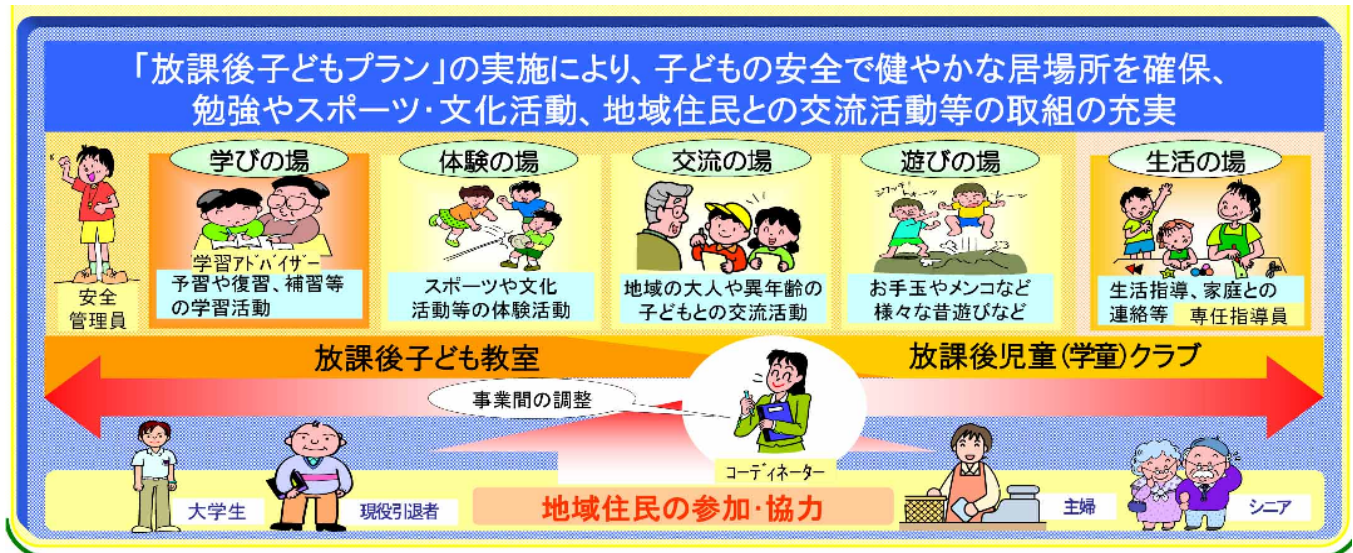 「放課後子どもプラン」の実施により、子どもの安全で健やかな居場所を確保、
勉強やスポーツ・文化活動、地域住民との交流活動等の取組の充実
安全
管理員
学びの場
学習アドバイザー
予習や復習、補習等
の学習活動
体験の場
スポーツや文化
活動等の体験活動
交流の場
地域の大人や異年齢の
子どもとの交流活動
遊びの場
お手玉やメンコなど
様々な昔遊びなど
生活の場
生活指導、家庭との
連絡等
専任指導員
放課後子ども教室
放課後児童(学童)クラブ
事業間の調整
コーディネーター
大学生
現役引退者
地域住民の参加・協力
主婦
シニア